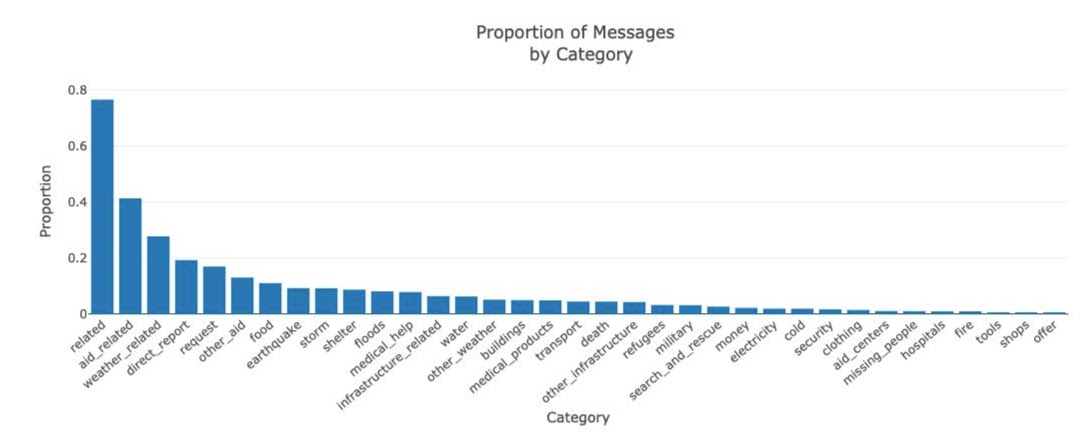 Proportion of Messages
by Category
0.8
0.6
0.4
0.2
0
Proportion
related
aid_related
weather_related
direct_report
request
other_aid
food
earthquake
storm
shelter
floods
medical_help
infrastructure_related
water
other_weather
buildings
medical_products
transport
death
other_infrastructure
refugees
military
search_and_rescue
money
electricity
cold
security
clothing
aid_centers
missing_people
hospitals
fire
tools
shops
offer
Category